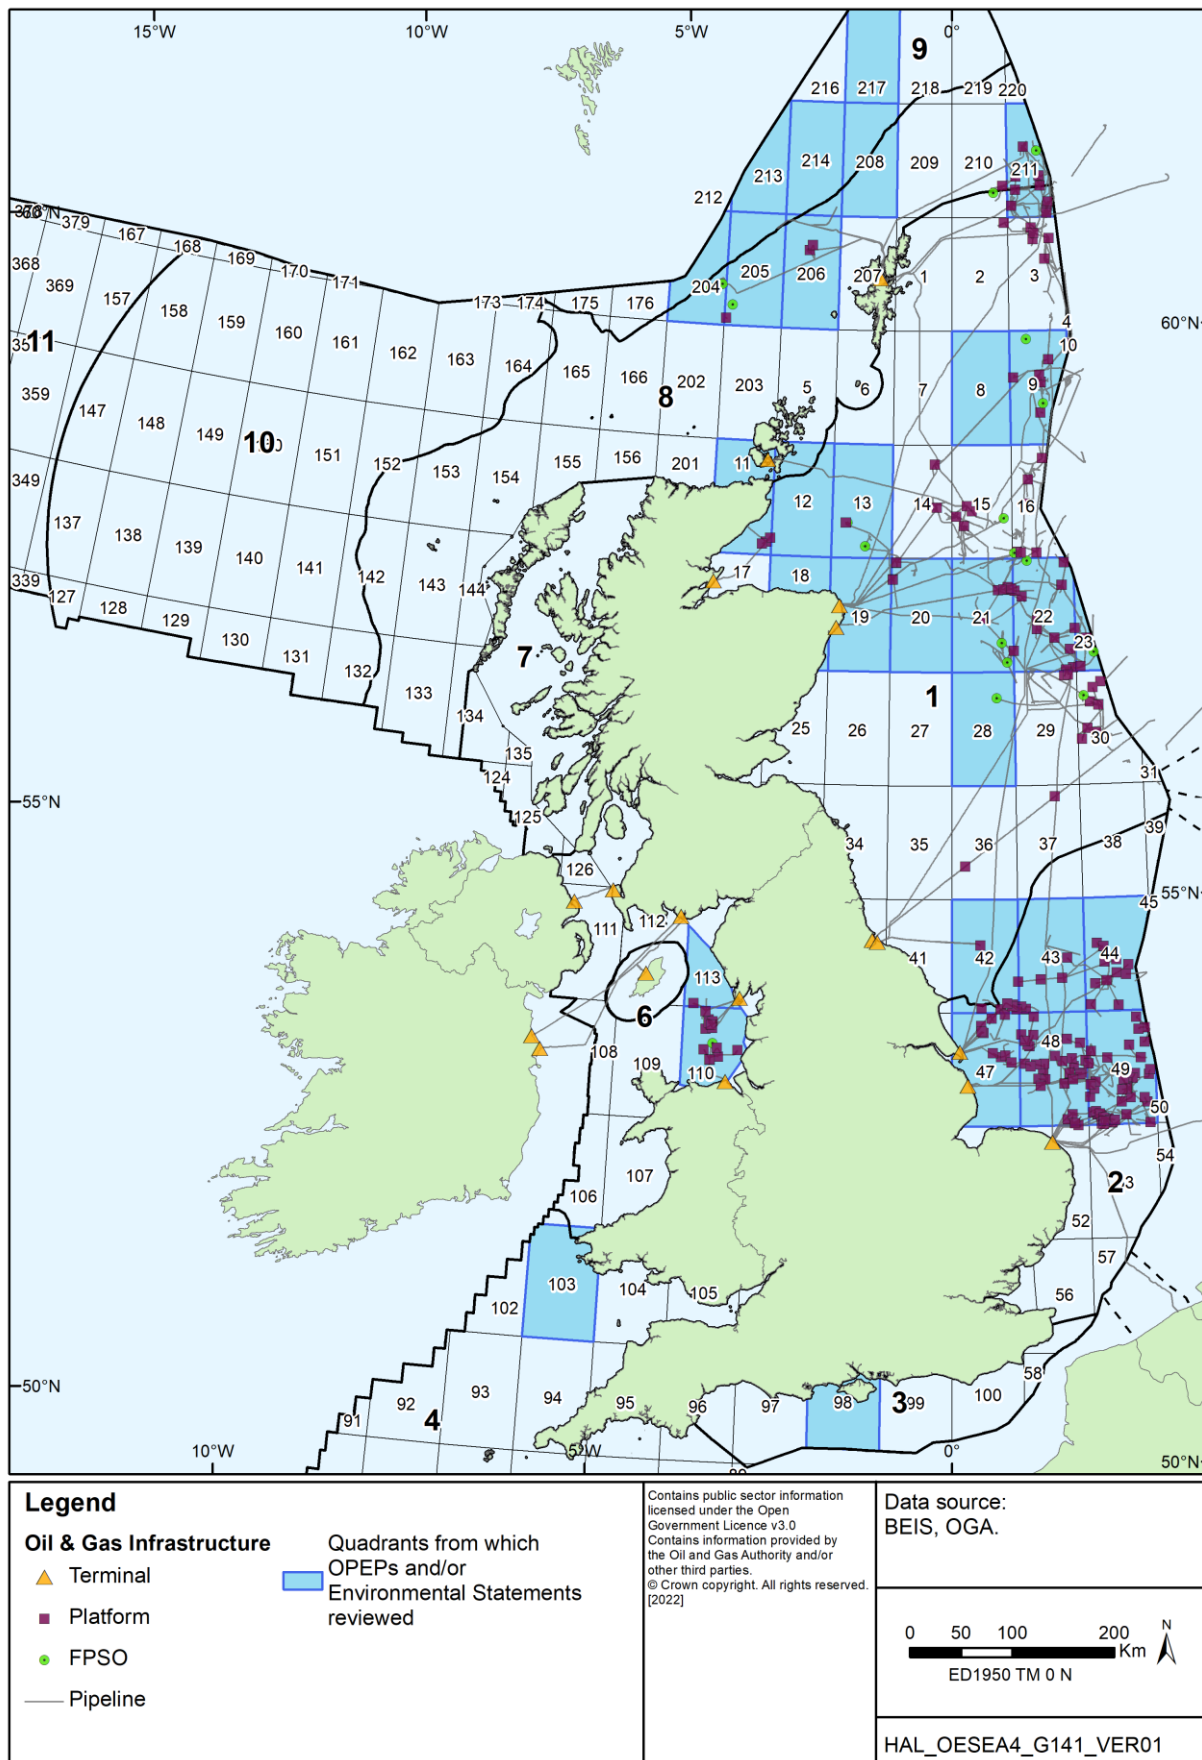 15°W 10°W 5°W 0°
9
216 217 218 219 220
213 214 208 209 210 211
212
379 167 168 169 170 171
368 369 157 158 159 160 161 162 163 164 165 166
173 174 175 176
204 205 206 207 1 2 3
4
60°N
10
11
359 147 148 149 151 152 153 154 155 156 201 202 203 5 6 7 8 9
8
10
349 137 138 139 140 141 142 143 144
11 12 13 14 15 16
339 127 128 129 130 131 132 133 134 135
17 18 19 20 21 22 23
7
1
25 26 27 28 29 30
31
124
125
55°N
126
34 35 36 37 38 39
55°N
45
111 112 113
41 42 43 44
6
108 109 110
47 48 49 50
54
106 107
2
52
57
56
102 103 104 105
58
50°N
91 92 93 94 95 96 97 98 99 100
4
3
10°W 0° 50°N
Legend
Oil & Gas Infrastructure
Terminal
Platform
FPSO
Pipeline
Quadrants from which
OPEPs and/or
Environmental Statements
reviewed
Contains public sector information
licensed under the Open
Government Licence v3.0
Contains information provided by
the Oil and Gas Authority and/or
other third parties.
© Crown copyright. All rights reserved.
[2022]
Data source:
BEIS, OGA.
0 50 100 200
Km
N
ED1950 TM 0 N
HAL_OESEA4_G141_VER01